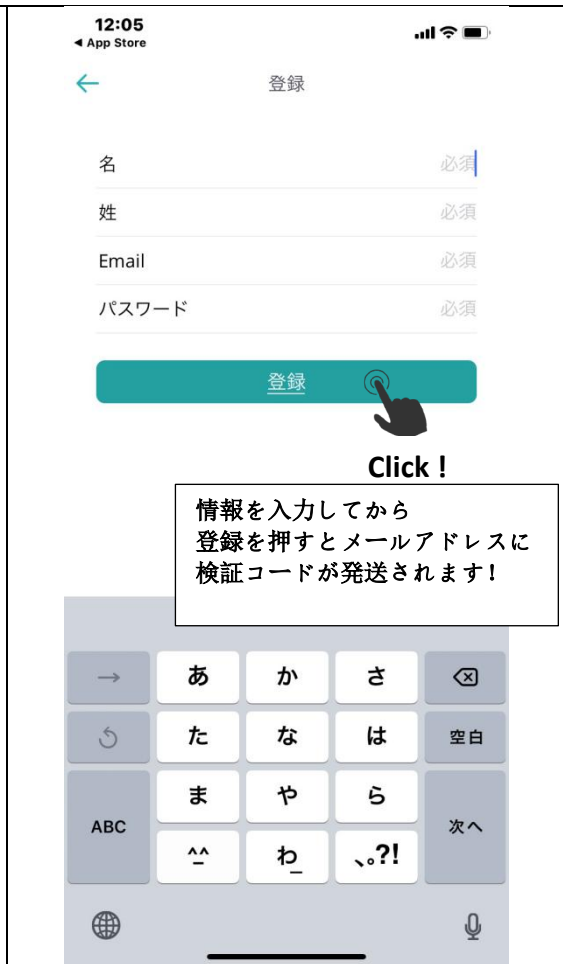 12:05
◀ App Store
登録
名 必須
姓 必須
Email 必須
パスワード 必須
登録
Click !
情報を入力してから
登録を押すとメールアドレスに
検証コードが発送されます!
→ あ か さ
た な は 空白
ま や ら
ABC 次へ
^_^ わ_ 、。?!